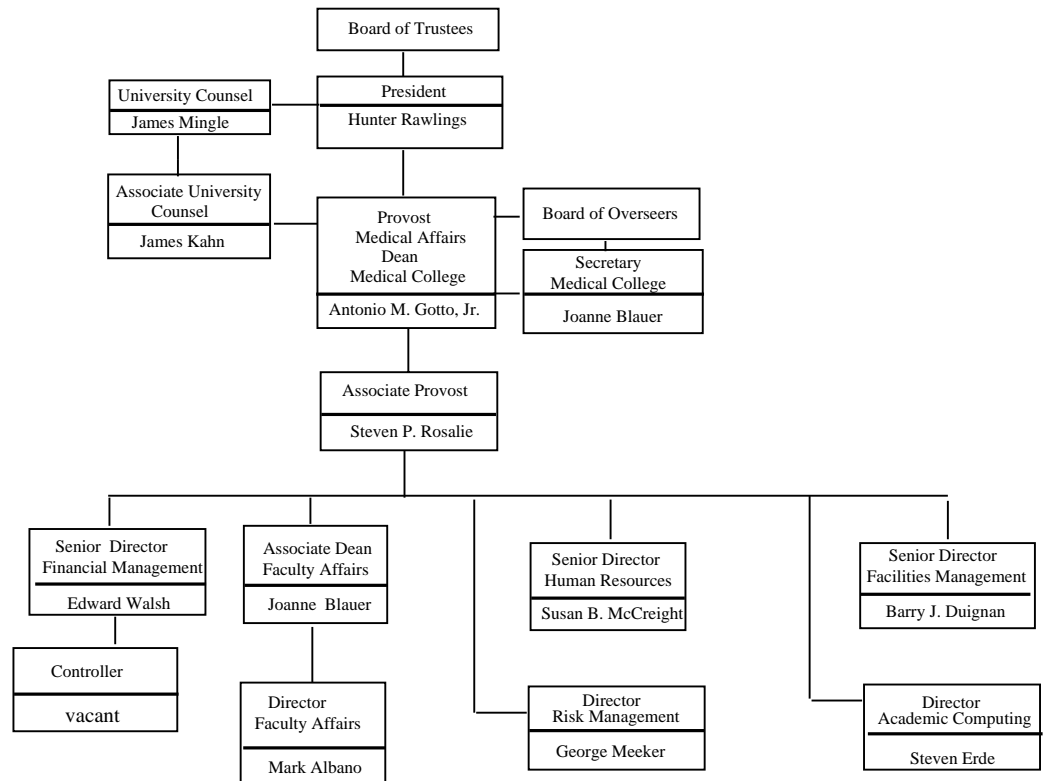 Board of Trustees
President
Hunter Rawlings
University Counsel
James Mingle
Associate University
Counsel
James Kahn
Provost
Medical Affairs
Dean
Medical College
Antonio M. Gotto, Jr.
Board of Overseers
Secretary
Medical College
Joanne Blauer
Associate Provost
Steven P. Rosalie
Senior Director
Financial Management
Edward Walsh
Controller
vacant
Associate Dean
Faculty Affairs
Joanne Blauer
Director
Faculty Affairs
Mark Albano
Senior Director
Human Resources
Susan B. McCreight
Director
Risk Management
George Meeker
Senior Director
Facilities Management
Barry J. Duignan
Director
Academic Computing
Steven Erde